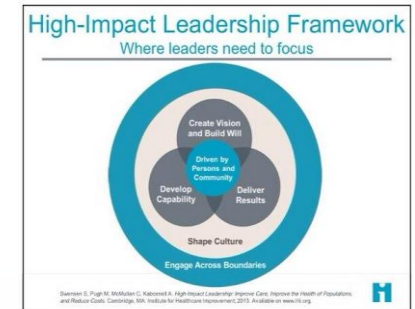 High-Impact Leadership Framework
Where leaders need to focus
Create Vision
and Build Will
Driven by
Persons and
Community
Develop
Capability
Deliver
Results
Shape Culture
Engage Across Boundaries
Swensen S, Pugh M, McMullan C, Kabcenell A. High-Impact Leadership: Improve Care, Improve the Health of Populations,
and Reduce Costs. Cambridge, MA: Institute for Healthcare Improvement; 2013. Available on www.ihi.org.